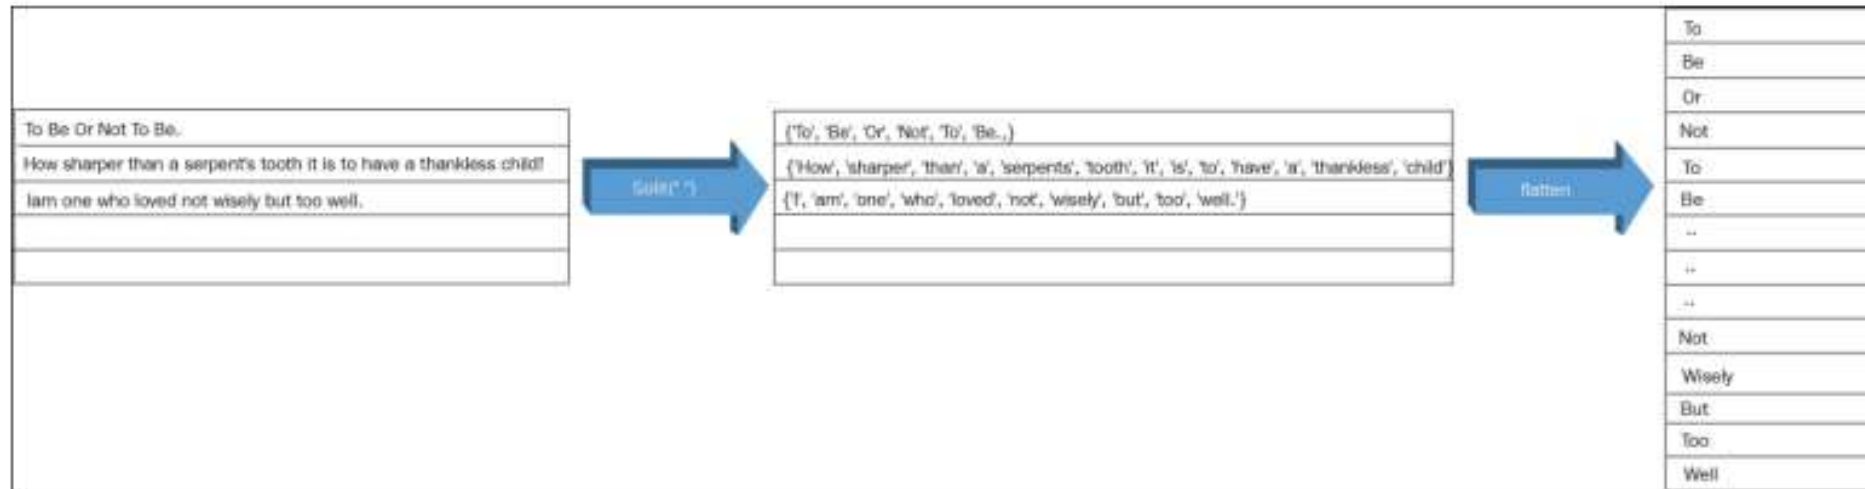 To Be Or Not To Be.
How sharper than a serpent's tooth it is to have a thankless child!
Iam one who loved not wisely but too well.
Split(" ")
{'To', 'Be', 'Or', 'Not', 'To', 'Be.,}
{'How', 'sharper', 'than', 'a', 'serpents', 'tooth', 'it', 'is', 'to', 'have', 'a', 'thankless', 'child'}
{'I', 'am', 'one', 'who', 'loved', 'not', 'wisely', 'but', 'too', 'well.'}
flatten
To
Be
Or
Not
To
Be
..
..
..
Not
Wisely
But
Too
Well